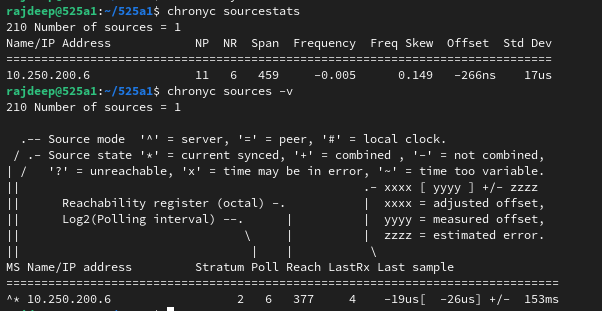 rajdeep@525a1:~/525a1$ chronyc sourcestats
210 Number of sources = 1
Name/IP Address            NP  NR  Span  Frequency  Freq Skew  Offset  Std Dev
==============================================================================
10.250.200.6               11   6   459     -0.005      0.149   -266ns    17us
rajdeep@525a1:~/525a1$ chronyc sources -v
210 Number of sources = 1

  .-- Source mode  '^' = server, '=' = peer, '#' = local clock.
 / .- Source state '*' = current synced, '+' = combined , '-' = not combined,
| /   '?' = unreachable, 'x' = time may be in error, '~' = time too variable.
||                                                 .- xxxx [ yyyy ] +/- zzzz
||      Reachability register (octal) -.           |  xxxx = adjusted offset,
||      Log2(Polling interval) --.      |          |  yyyy = measured offset,
||                                \     |          |  zzzz = estimated error.
||                                 |    |           \
MS Name/IP address         Stratum Poll Reach LastRx Last sample
===============================================================================
^* 10.250.200.6                  2   6   377     4    -19us[  -26us] +/-  153ms